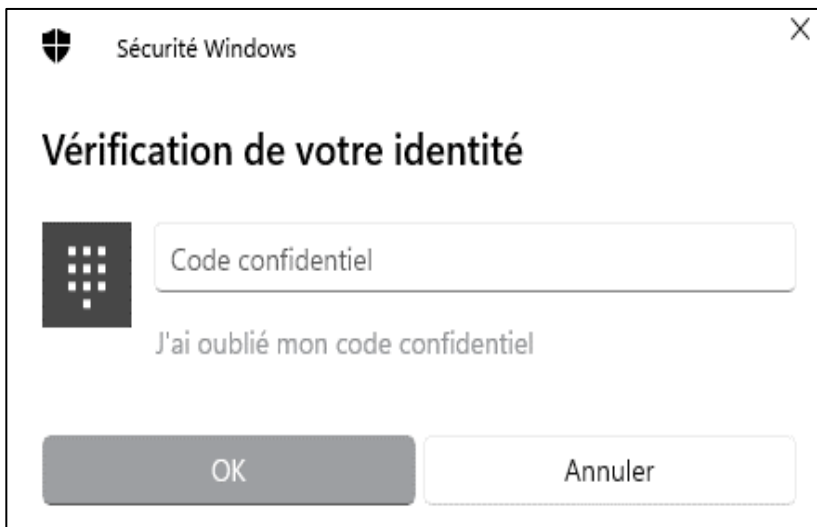 Sécurité Windows
Vérification de votre identité
Code confidentiel
J'ai oublié mon code confidentiel
OK
Annuler